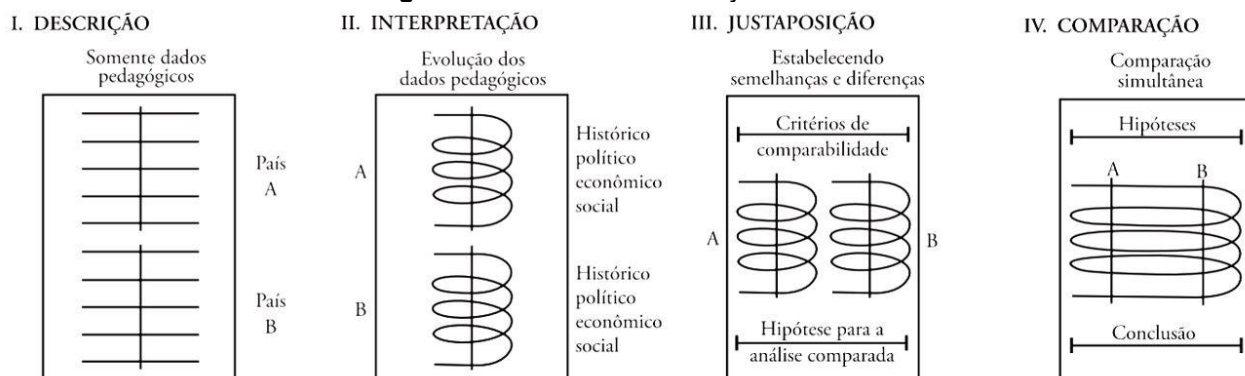 I. DESCRIÇÃO
Somente dados
pedagógicos
País
A
País
B
II. INTERPRETAÇÃO
Evolução dos
dados pedagógicos
A
Histórico
político
econômico
social
B
Histórico
político
econômico
social
III. JUSTAPOSIÇÃO
Estabelecendo
semelhanças e diferenças
Critérios de
comparabilidade
A
B
Hipótese para a
análise comparada
IV. COMPARAÇÃO
Comparação
simultânea
Hipóteses
A
B
Conclusão